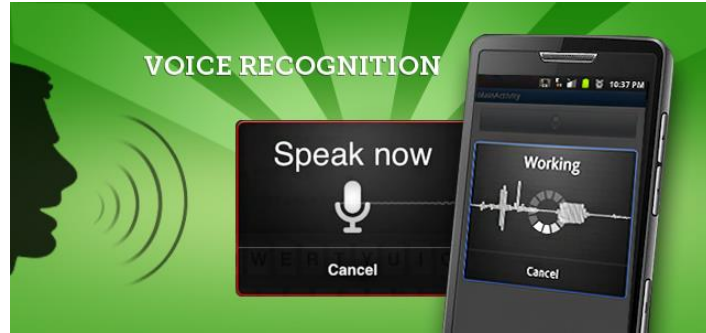 VOICE RECOGNITION
Speak now
Cancel
10:37 PM
Working
Cancel